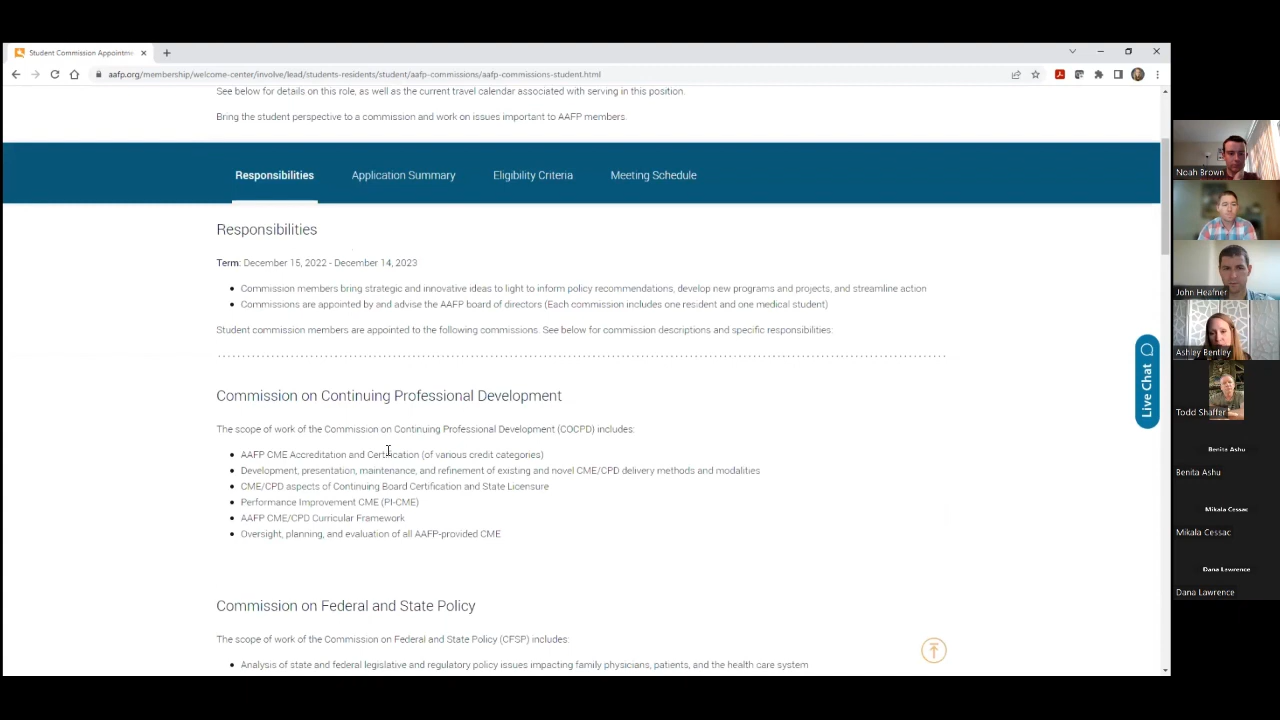 Student Commission Appointme
aafp.org/membership/welcome-center/involve/lead/students-residents/student/aafp-commissions/aafp-commissions-student.html
See below for details on this role, as well as the current travel calendar associated with serving in this position.
Bring the student perspective to a commission and work on issues important to AAFP members.
Responsibilities
Application Summary
Eligibility Criteria
Meeting Schedule
Responsibilities
Term: December 15, 2022 - December 14, 2023
• Commission members bring strategic and innovative ideas to light to inform policy recommendations, develop new programs and projects, and streamline action
• Commissions are appointed by and advise the AAFP board of directors (Each commission includes one resident and one medical student)
Student commission members are appointed to the following commissions. See below for commission descriptions and specific responsibilities:
Commission on Continuing Professional Development
The scope of work of the Commission on Continuing Professional Development (COCPD) includes:
• AAFP CME Accreditation and Certification (of various credit categories)
• Development, presentation, maintenance, and refinement of existing and novel CME/CPD delivery methods and modalities
• CME/CPD aspects of Continuing Board Certification and State Licensure
• Performance Improvement CME (PI-CME)
• AAFP CME/CPD Curricular Framework
• Oversight, planning, and evaluation of all AAFP-provided CME
Commission on Federal and State Policy
The scope of work of the Commission on Federal and State Policy (CFSP) includes:
• Analysis of state and federal legislative and regulatory policy issues impacting family physicians, patients, and the health care system
Live Chat
Noah Brown
John Heafner
Ashley Bentley
Todd Shaffer
Benita Ashu
Benita Ashu
Mikala Cessac
Mikala Cessac
Dana Lawrence
Dana Lawrence